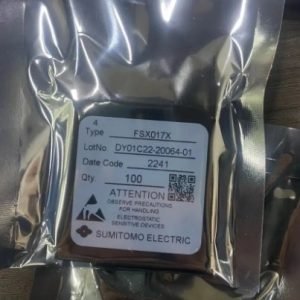 4
Type FSX017X
LotNo DY01C22-20064-01
Date Code 2241
Qty. 100
ATTENTION
OBSERVE PRECAUTIONS
FOR HANDLING
ELECTROSTATIC
SENSITIVE DEVICES
SUMITOMO ELECTRIC